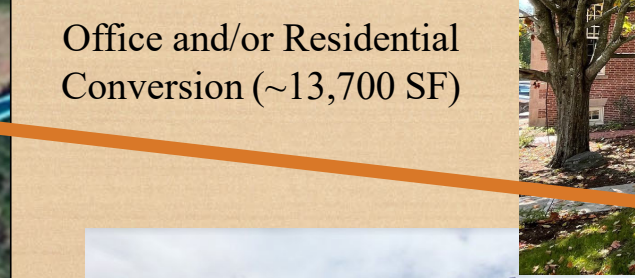 Office and/or Residential
Conversion (~13,700 SF)